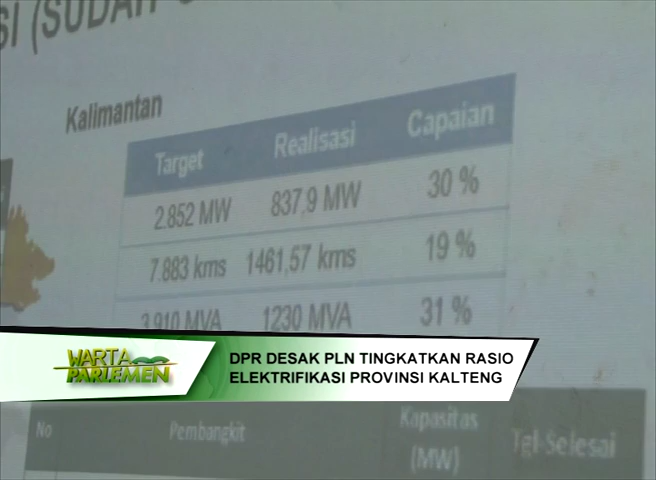 SI (SUDAH
Kalimantan
Target Realisasi Capaian
2.852 MW 837,9 MW 30 %
7.883 kms 1461,57 kms 19 %
3.910 MVA 1230 MVA 31 %
WARTA
PARLEMEN
DPR DESAK PLN TINGKATKAN RASIO
ELEKTRIFIKASI PROVINSI KALTENG
No Pembangkit Kapasitas
(MW) Tgl-Selesai